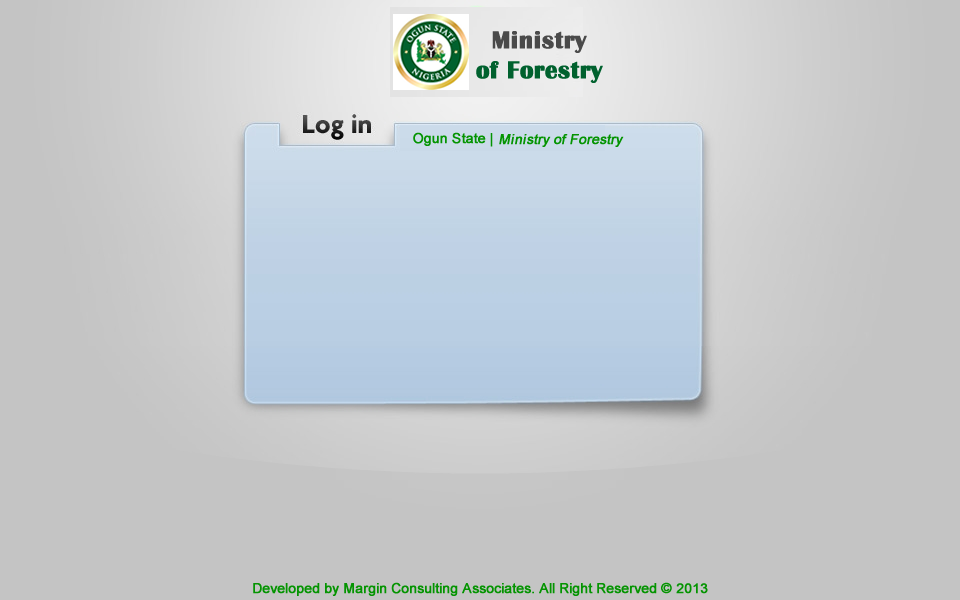 OGUN STATE
NIGERIA
Ministry
of Forestry
Log in
Ogun State | Ministry of Forestry
Developed by Margin Consulting Associates. All Right Reserved © 2013